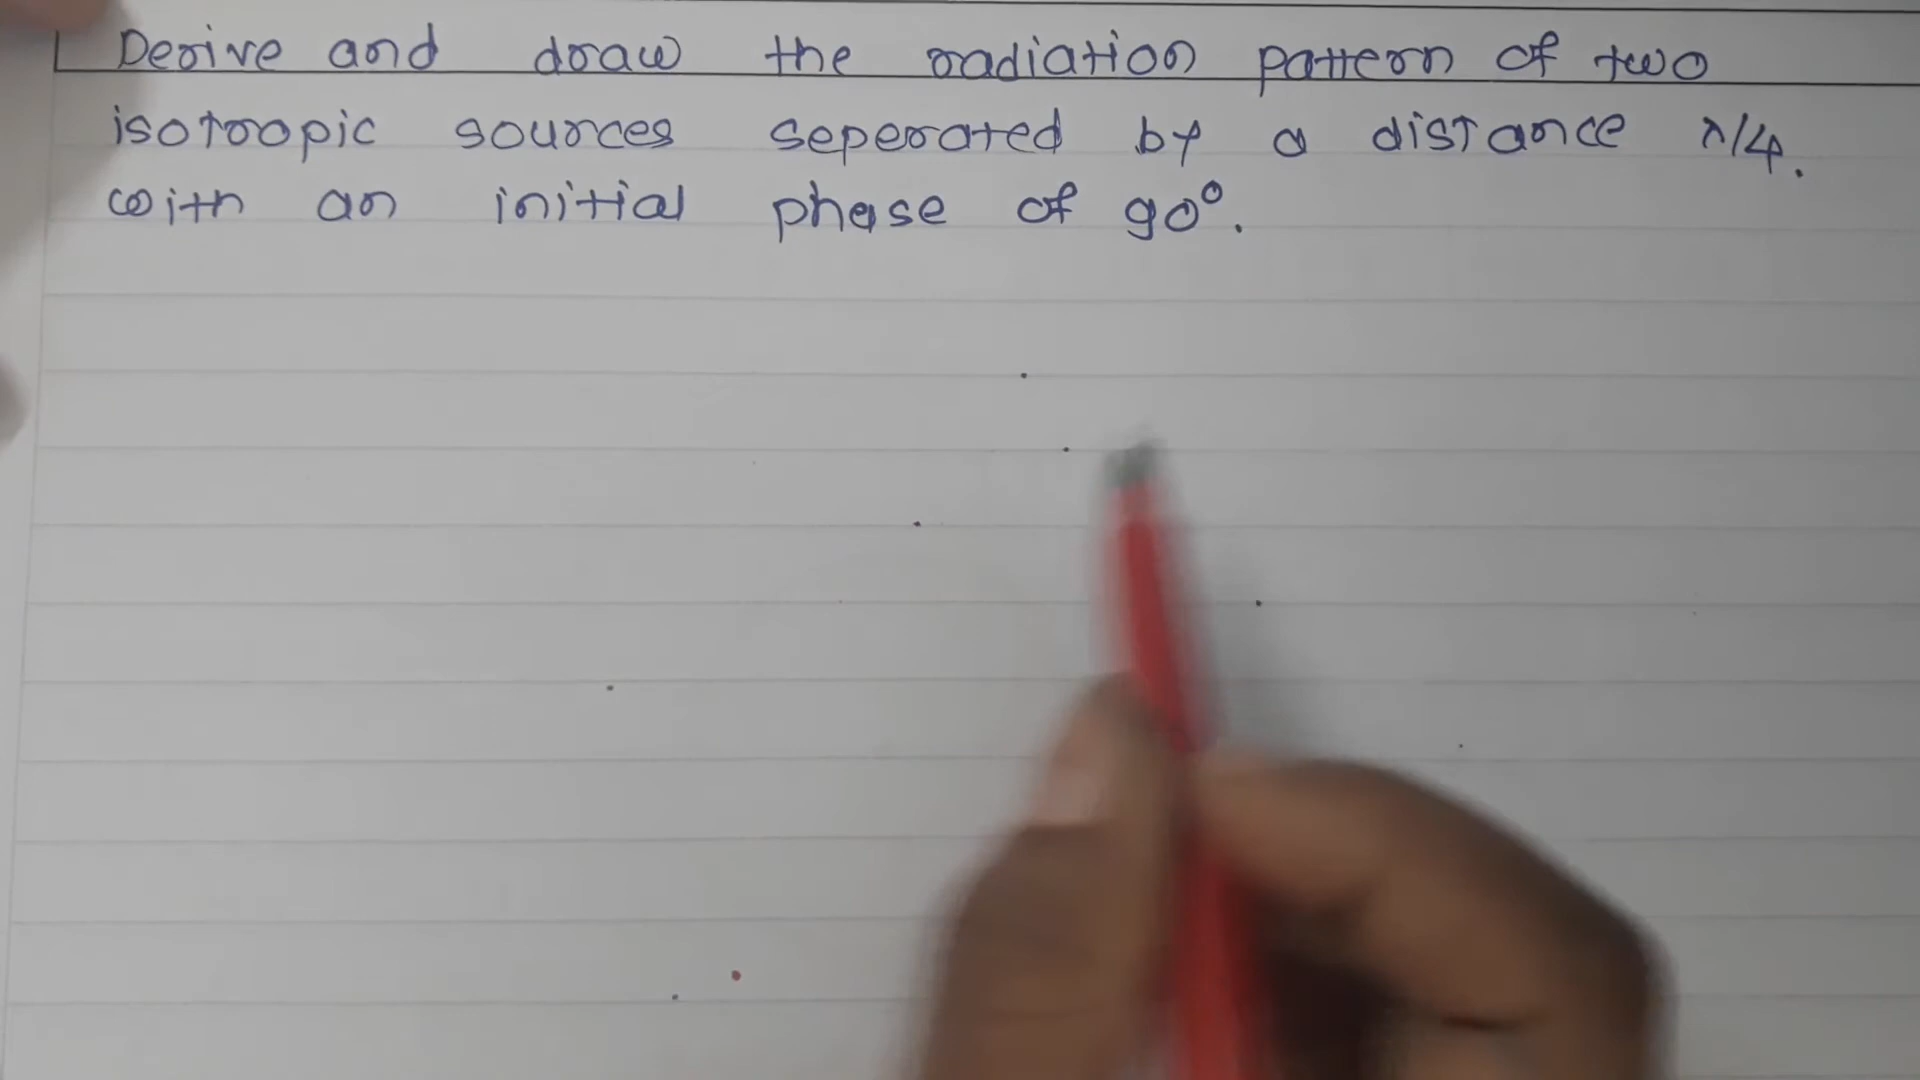 Derive and draw the radiation pattern of two
isotropic sources seperated by a distance λ/4.
with an initial phase of 90°.